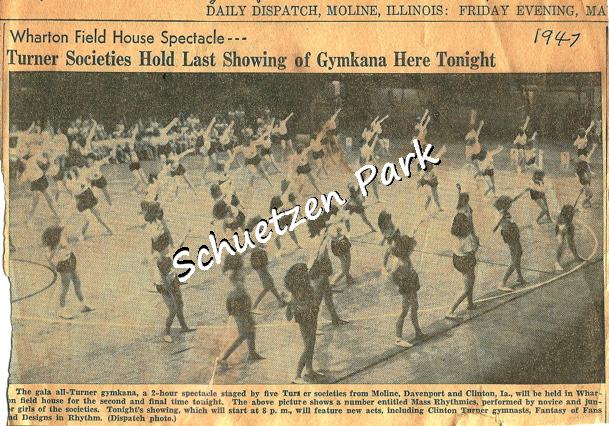 DAILY DISPATCH, MOLINE, ILLINOIS: FRIDAY EVENING, MA
Wharton Field House Spectacle---
1947
Turner Societies Hold Last Showing of Gymkana Here Tonight
Schuetzen Park
The gala all-Turner gymkana, a 2-hour spectacle staged by five Turner societies from Moline, Davenport and Clinton, Ia., will be held in Whar-
on field house for the second and final time tonight. The above picture shows a number entitled Mass Rhythmics, performed by novice and jun-
or girls of the societies. Tonight's showing, which will start at 8 p. m., will feature new acts, including Clinton Turner gymnasts, Fantasy of Fans
nd Designs in Rhythm. (Dispatch photo.)